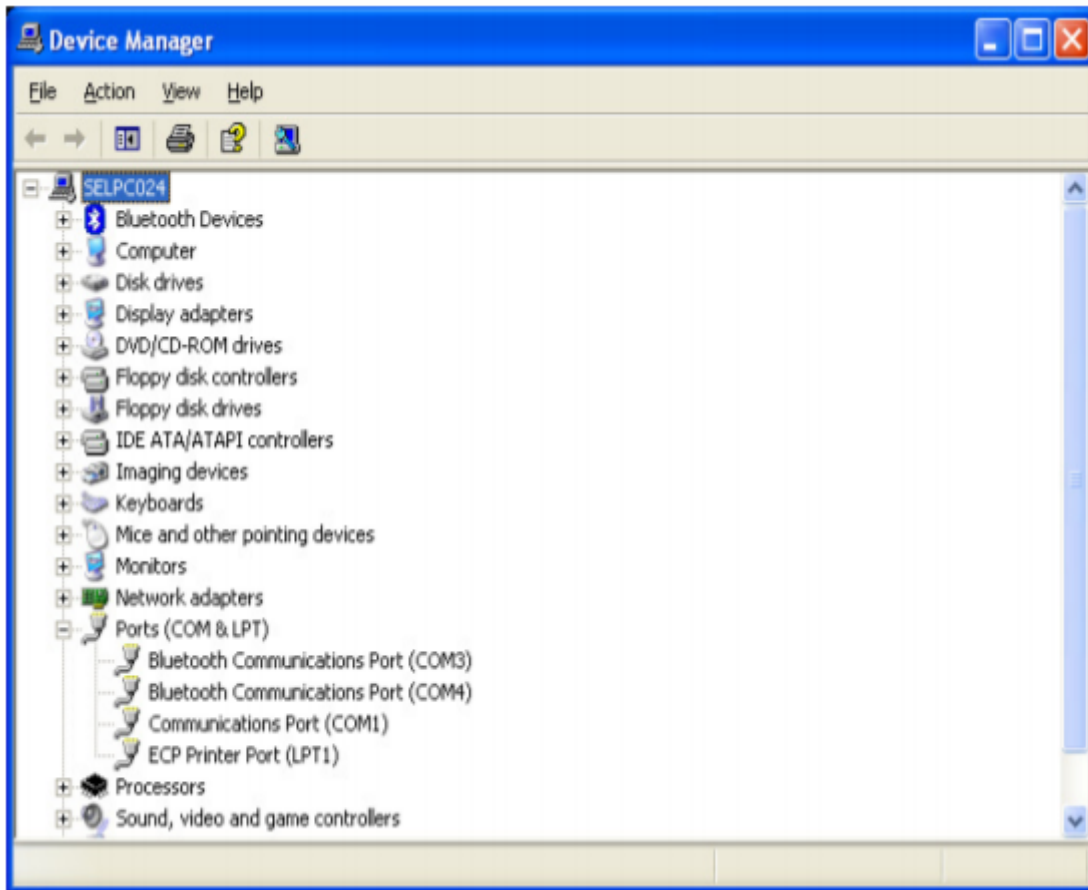 Device Manager
File Action View Help
SELPC024
Bluetooth Devices
Computer
Disk drives
Display adapters
DVD/CD-ROM drives
Floppy disk controllers
Floppy disk drives
IDE ATA/ATAPI controllers
Imaging devices
Keyboards
Mice and other pointing devices
Monitors
Network adapters
Ports (COM & LPT)
Bluetooth Communications Port (COM3)
Bluetooth Communications Port (COM4)
Communications Port (COM1)
ECP Printer Port (LPT1)
Processors
Sound, video and game controllers